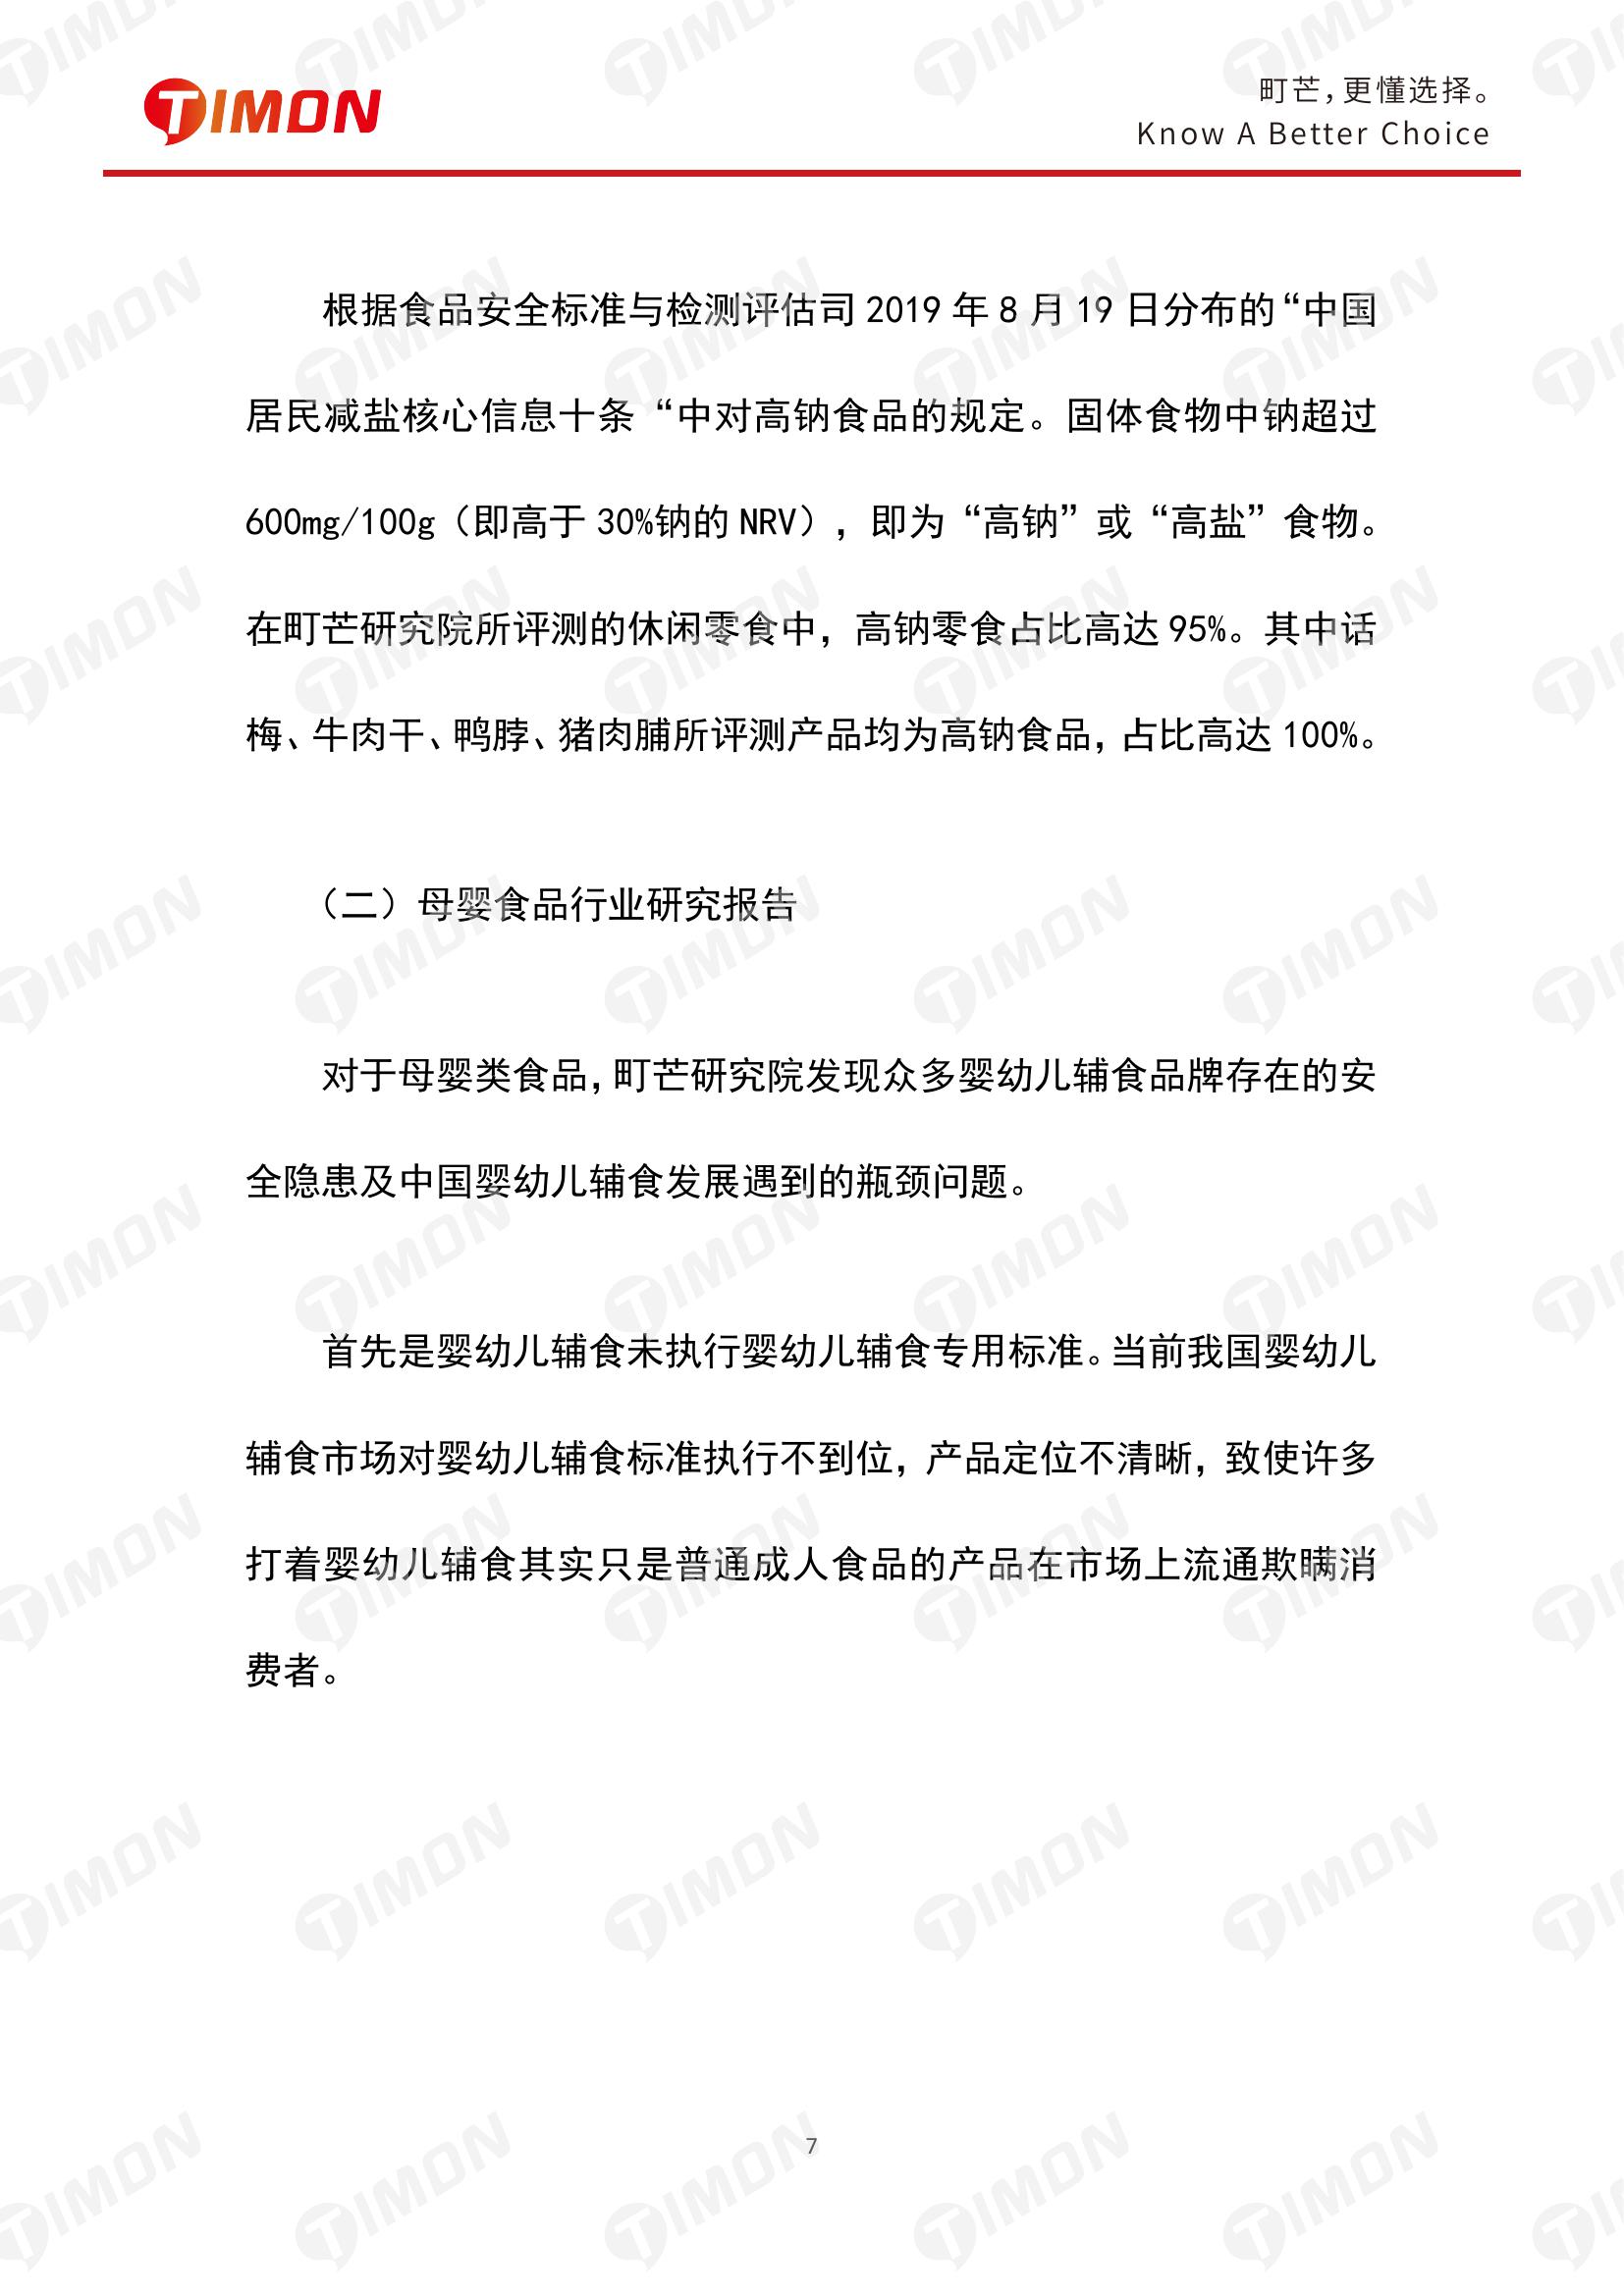 TIMON
町芒，更懂选择。
Know A Better Choice
根据食品安全标准与检测评估司 2019 年 8 月 19 日分布的“中国
居民减盐核心信息十条 “中对高钠食品的规定。固体食物中钠超过
600mg/100g（即高于 30%钠的 NRV），即为“高钠”或“高盐”食物。
在町芒研究院所评测的休闲零食中，高钠零食占比高达 95%。其中话
梅、牛肉干、鸭脖、猪肉脯所评测产品均为高钠食品，占比高达 100%。
（二）母婴食品行业研究报告
对于母婴类食品，町芒研究院发现众多婴幼儿辅食品牌存在的安
全隐患及中国婴幼儿辅食发展遇到的瓶颈问题。
首先是婴幼儿辅食未执行婴幼儿辅食专用标准。当前我国婴幼儿
辅食市场对婴幼儿辅食标准执行不到位，产品定位不清晰，致使许多
打着婴幼儿辅食其实只是普通成人食品的产品在市场上流通欺瞒消
费者。
7